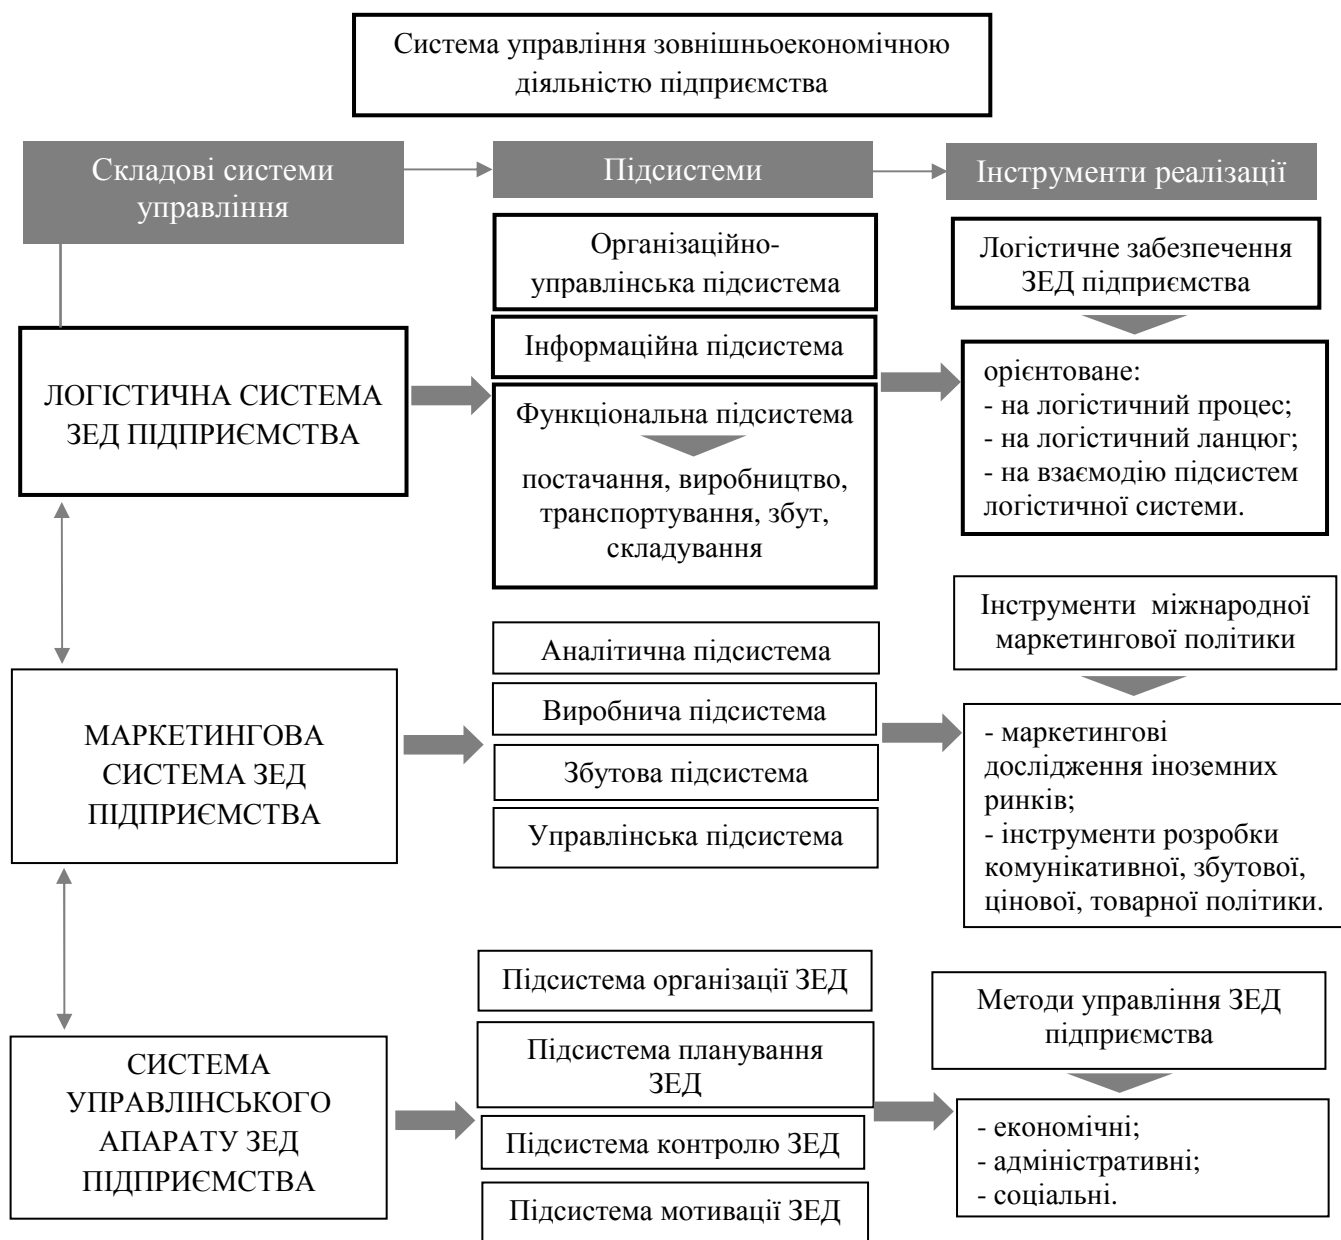 Система управління зовнішньоекономічною
діяльністю підприємства
Складові системи
управління
Підсистеми
Інструменти реалізації
ЛОГІСТИЧНА СИСТЕМА
ЗЕД ПІДПРИЄМСТВА
Організаційно-
управлінська підсистема
Інформаційна підсистема
Функціональна підсистема
постачання, виробництво,
транспортування, збут,
складування
Логістичне забезпечення
ЗЕД підприємства
орієнтоване:
- на логістичний процес;
- на логістичний ланцюг;
- на взаємодію підсистем
логістичної системи.
МАРКЕТИНГОВА
СИСТЕМА ЗЕД
ПІДПРИЄМСТВА
Аналітична підсистема
Виробнича підсистема
Збутова підсистема
Управлінська підсистема
Інструменти міжнародної
маркетингової політики
- маркетингові
дослідження іноземних
ринків;
- інструменти розробки
комунікативної, збутової,
цінової, товарної політики.
СИСТЕМА
УПРАВЛІНСЬКОГО
АПАРАТУ ЗЕД
ПІДПРИЄМСТВА
Підсистема організації ЗЕД
Підсистема планування
ЗЕД
Підсистема контролю ЗЕД
Підсистема мотивації ЗЕД
Методи управління ЗЕД
підприємства
- економічні;
- адміністративні;
- соціальні.